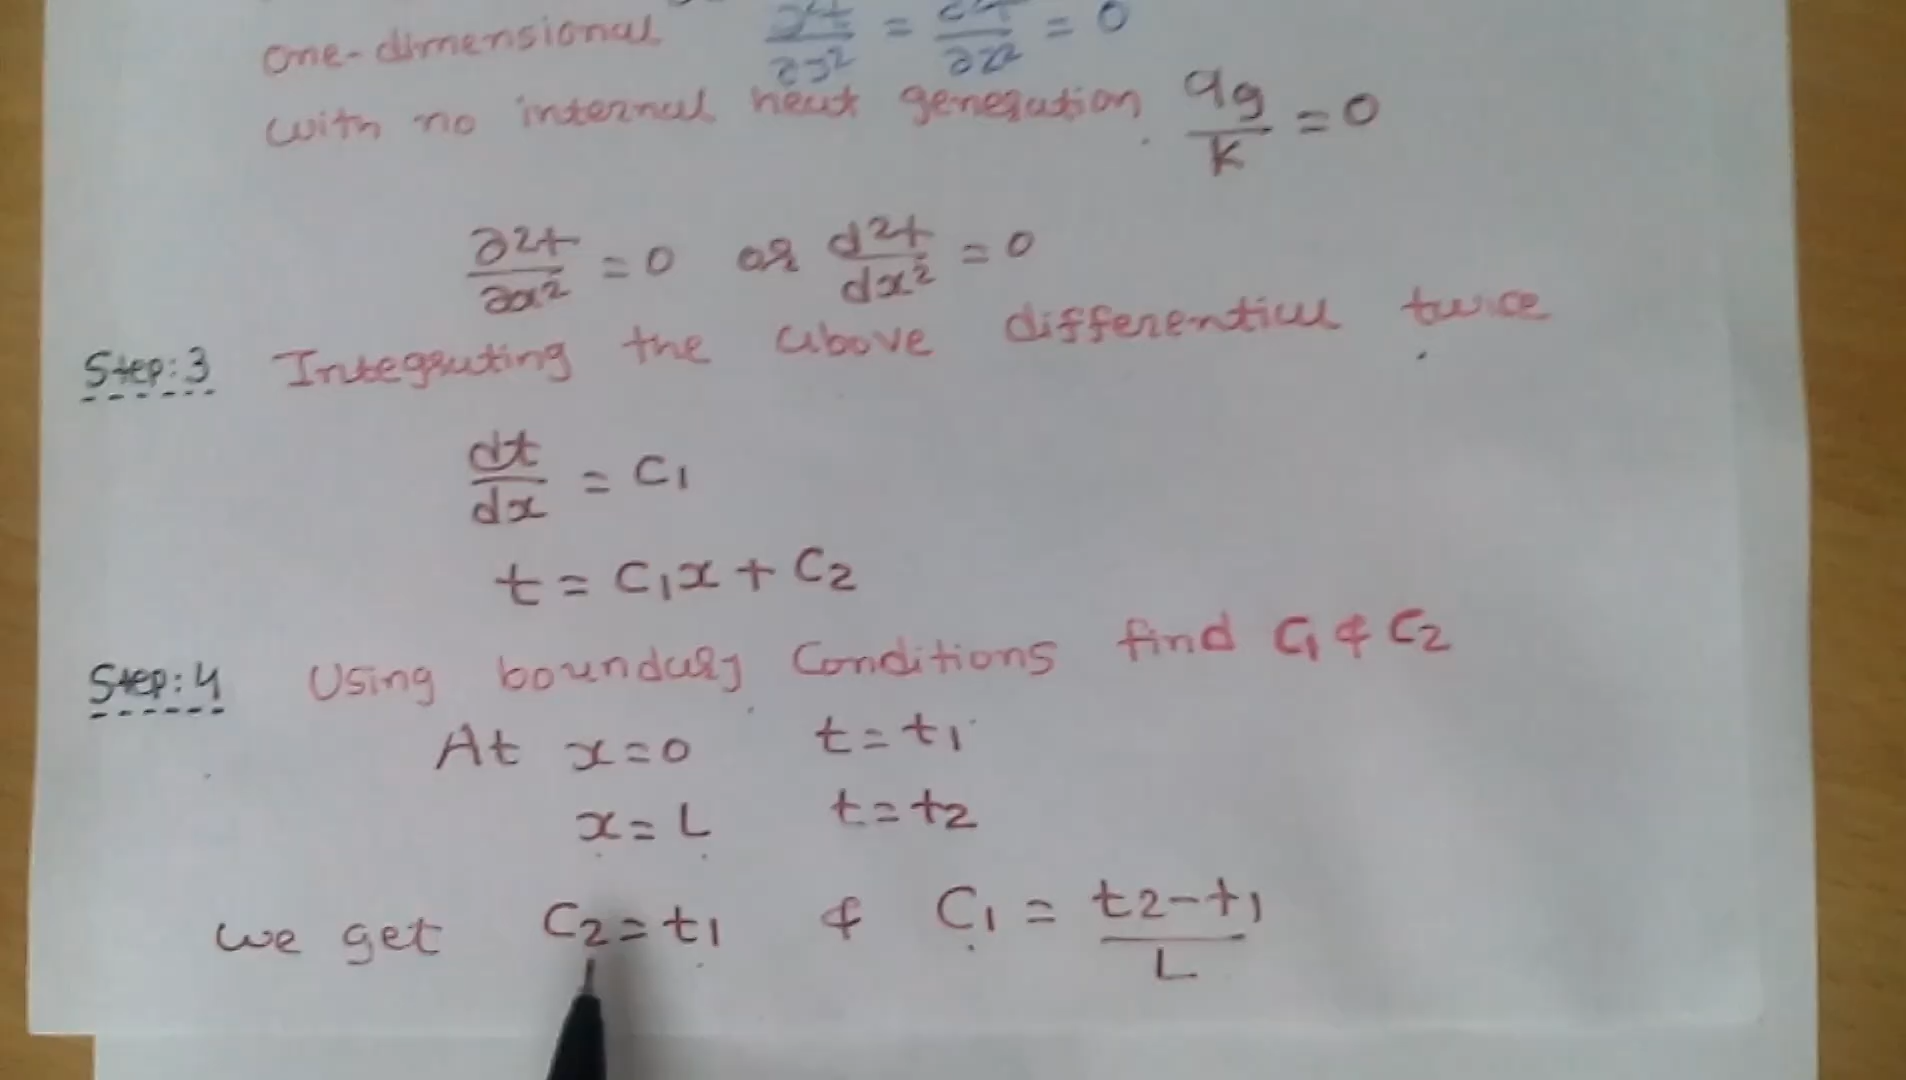 one-dimensional ∂²t/∂y² = ∂²t/∂z² = 0
with no internal heat generation qg/k = 0
∂2t/∂x² = 0 or d2t/dx² = 0
Step:3 Integrating the above differential twice
dt/dx = C1
t = C1x + C2
Step:4 Using boundary Conditions find C1 & C2
At x=0 t=t1
x=L t=t2
we get C2=t1 & C1 = t2-t1/L